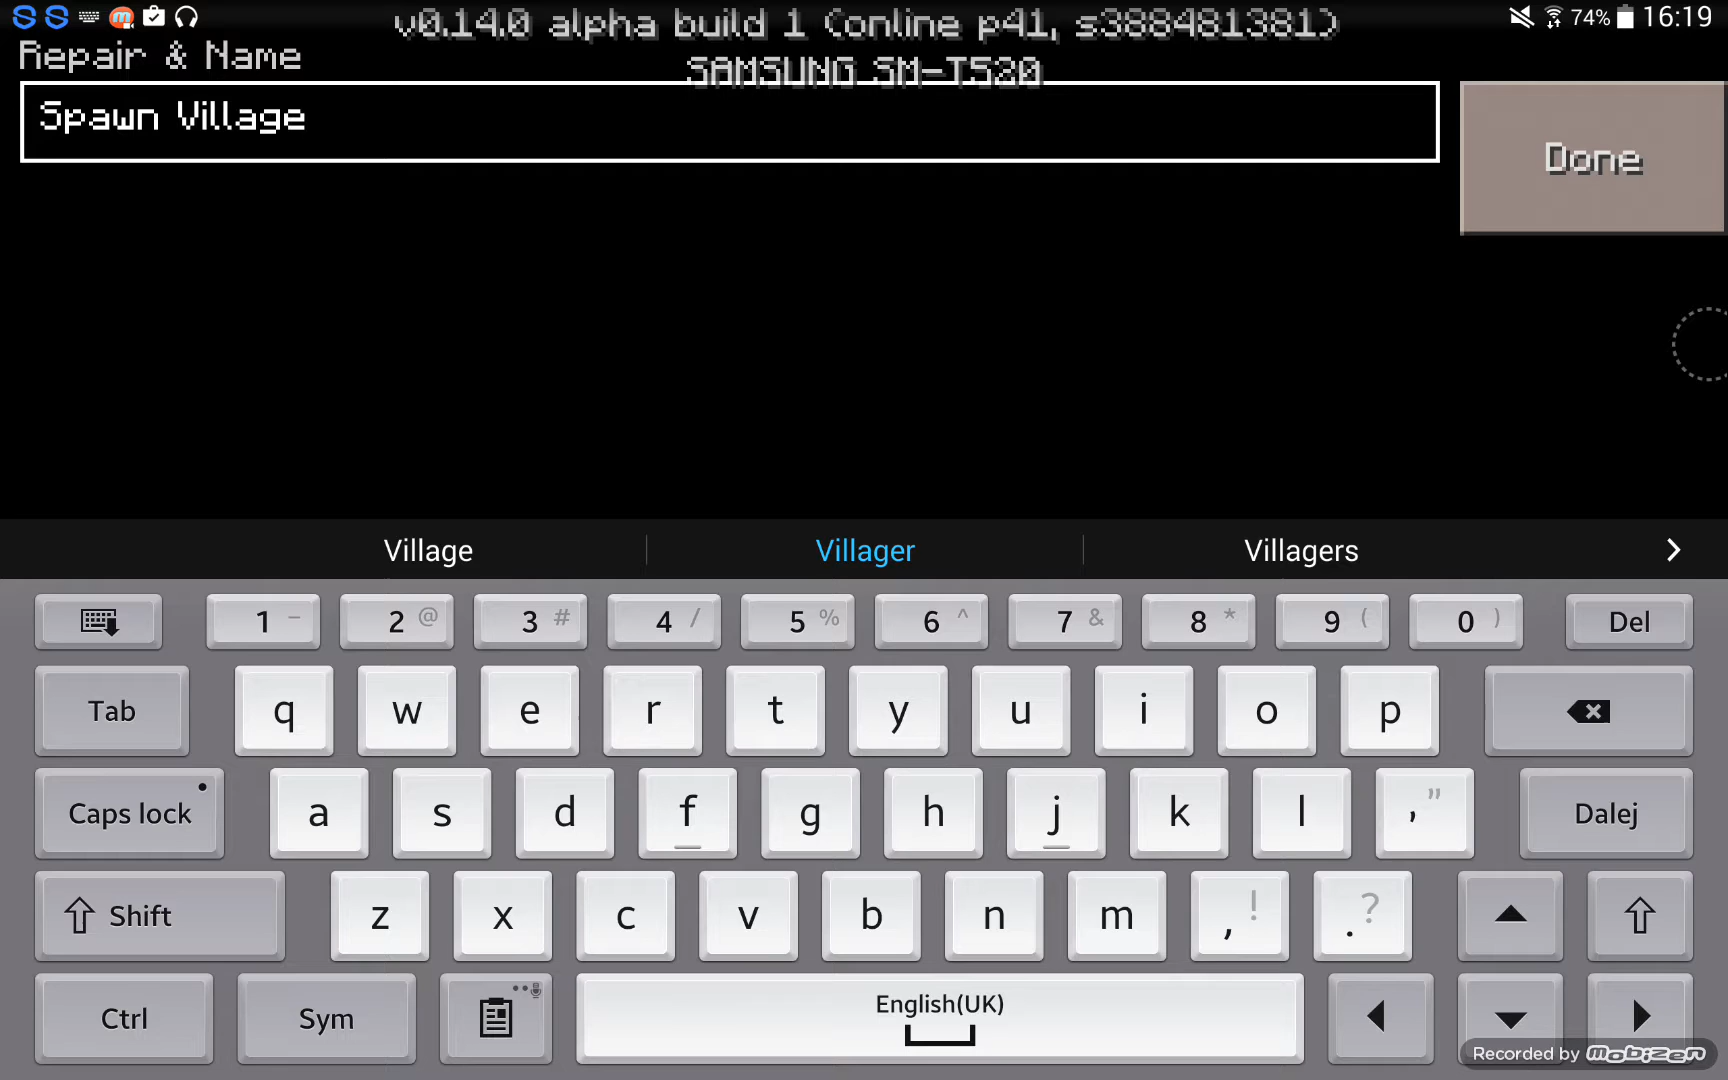 v0.14.0 alpha build 1 (online p41, s388481381)
74% 16:19
Repair & Name
SAMSUNG SM-T520
Spawn Village
Done
Village Villager Villagers
1 - 2 @ 3 # 4 / 5 % 6 ^ 7 & 8 * 9 ( 0 ) Del
Tab q w e r t y u i o p
Caps lock a s d f g h j k l ' " Dalej
Shift z x c v b n m , ! . ?
Ctrl Sym English(UK)
Recorded by mobizen